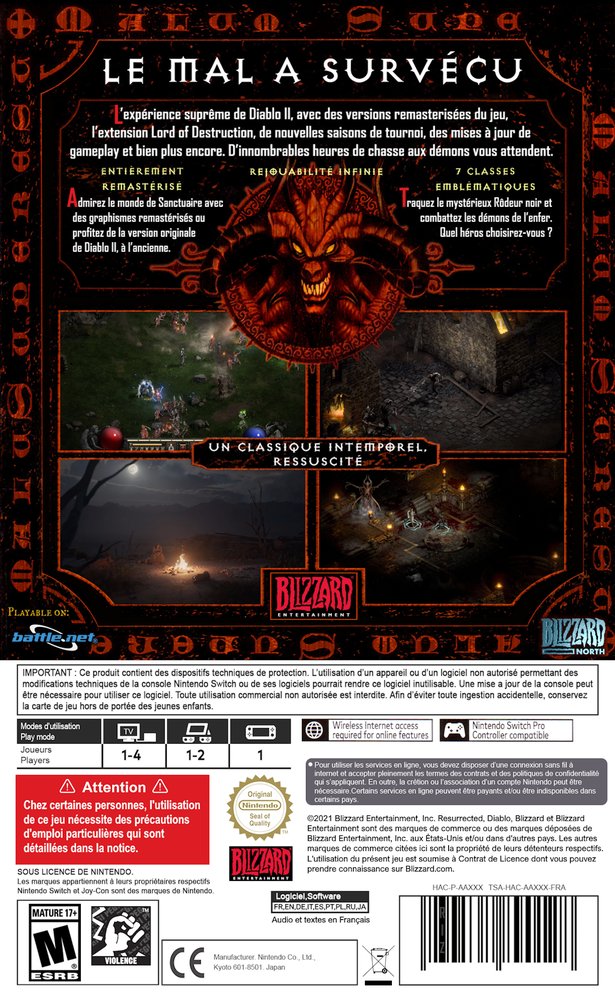 MALUM SUNE
LE MAL A SURVÉCU
L'expérience suprême de Diablo II, avec des versions remasterisées du jeu,
l'extension Lord of Destruction, de nouvelles saisons de tournoi, des mises à jour de
gameplay et bien plus encore. D'innombrables heures de chasse aux démons vous attendent.
ENTIÈREMENT
REMASTÉRISÉ
Admirez le monde de Sanctuaire avec
des graphismes remastérisés ou
profitez de la version originale
de Diablo II, à l'ancienne.
REJOUABILITÉ INFINIE
7 CLASSES
EMBLÉMATIQUES
Traquez le mystérieux Rôdeur noir et
combattez les démons de l'enfer.
Quel héros choisirez-vous ?
UN CLASSIQUE INTEMPOREL,
RESSUSCITÉ
BLIZZARD
ENTERTAINMENT
PLAYABLE ON:
battle.net
BLIZZARD
NORTH
IMPORTANT : Ce produit contient des dispositifs techniques de protection. L'utilisation d'un appareil ou d'un logiciel non autorisé permettant des
modifications techniques de la console Nintendo Switch ou de ses logiciels pourrait rendre ce logiciel inutilisable. Une mise a jour de la console peut
être nécessaire pour utiliser ce logiciel. Toute utilisation commercial non autorisée est interdite. Afin d'éviter toute ingestion accidentelle, conservez
la carte de jeu hors de portée des jeunes enfants.
Modes d'utilisation
Play mode
TV
Joueurs
Players
1-4
1-2
1
Wireless Internet access
required for online features
Nintendo Switch Pro
Controller compatible
Pour utiliser les services en ligne, vous devez disposer d'une connexion sans fil à
internet et accepter pleinement les termes des contrats et des politiques de confidentialité
qui s'appliquent. En outre, la crétion ou l'association d'un compte Nintendo peut être
nécessaire.Certains services en ligne peuvent être payants et/ou être indisponibles dans
certains pays.
Attention
Chez certaines personnes, l'utilisation
de ce jeu nécesite des précautions
d'emploi particulières qui sont
détaillées dans la notice.
Original
Nintendo
Seal of
Quality
TM
BLIZZARD
ENTERTAINMENT
©2021 Blizzard Entertainment, Inc. Resurrected, Diablo, Blizzard et Blizzard
Entertainment sont des marques de commerce ou des marques déposées de
Blizzard Entertainment, Inc. aux États-Unis et/ou dans d'autres pays. Les autres
marques de commerce citées ici sont la propriété de leurs détenteurs respectifs.
L'utilisation du présent jeu est soumise à Contrat de Licence dont vous pouvez
prendre connaissance sur Blizzard.com.
SOUS LICENCE DE NINTENDO.
Les marques appartiennent à leurs propriétaires respectifs
Nintendo Switch et Joy-Con sont des marques de Nintendo.
Logiciel,Software
FR,EN,DE,IT,ES,PT,PL,RU,JA
Audio et textes en Français
HAC-P-AAXXX TSA-HAC-AAXXX-FRA
MATURE 17+
M
ESRB
VIOLENCE
CE
Manufacturer. Nintendo Co., Ltd.,
Kyoto 601-8501. Japan